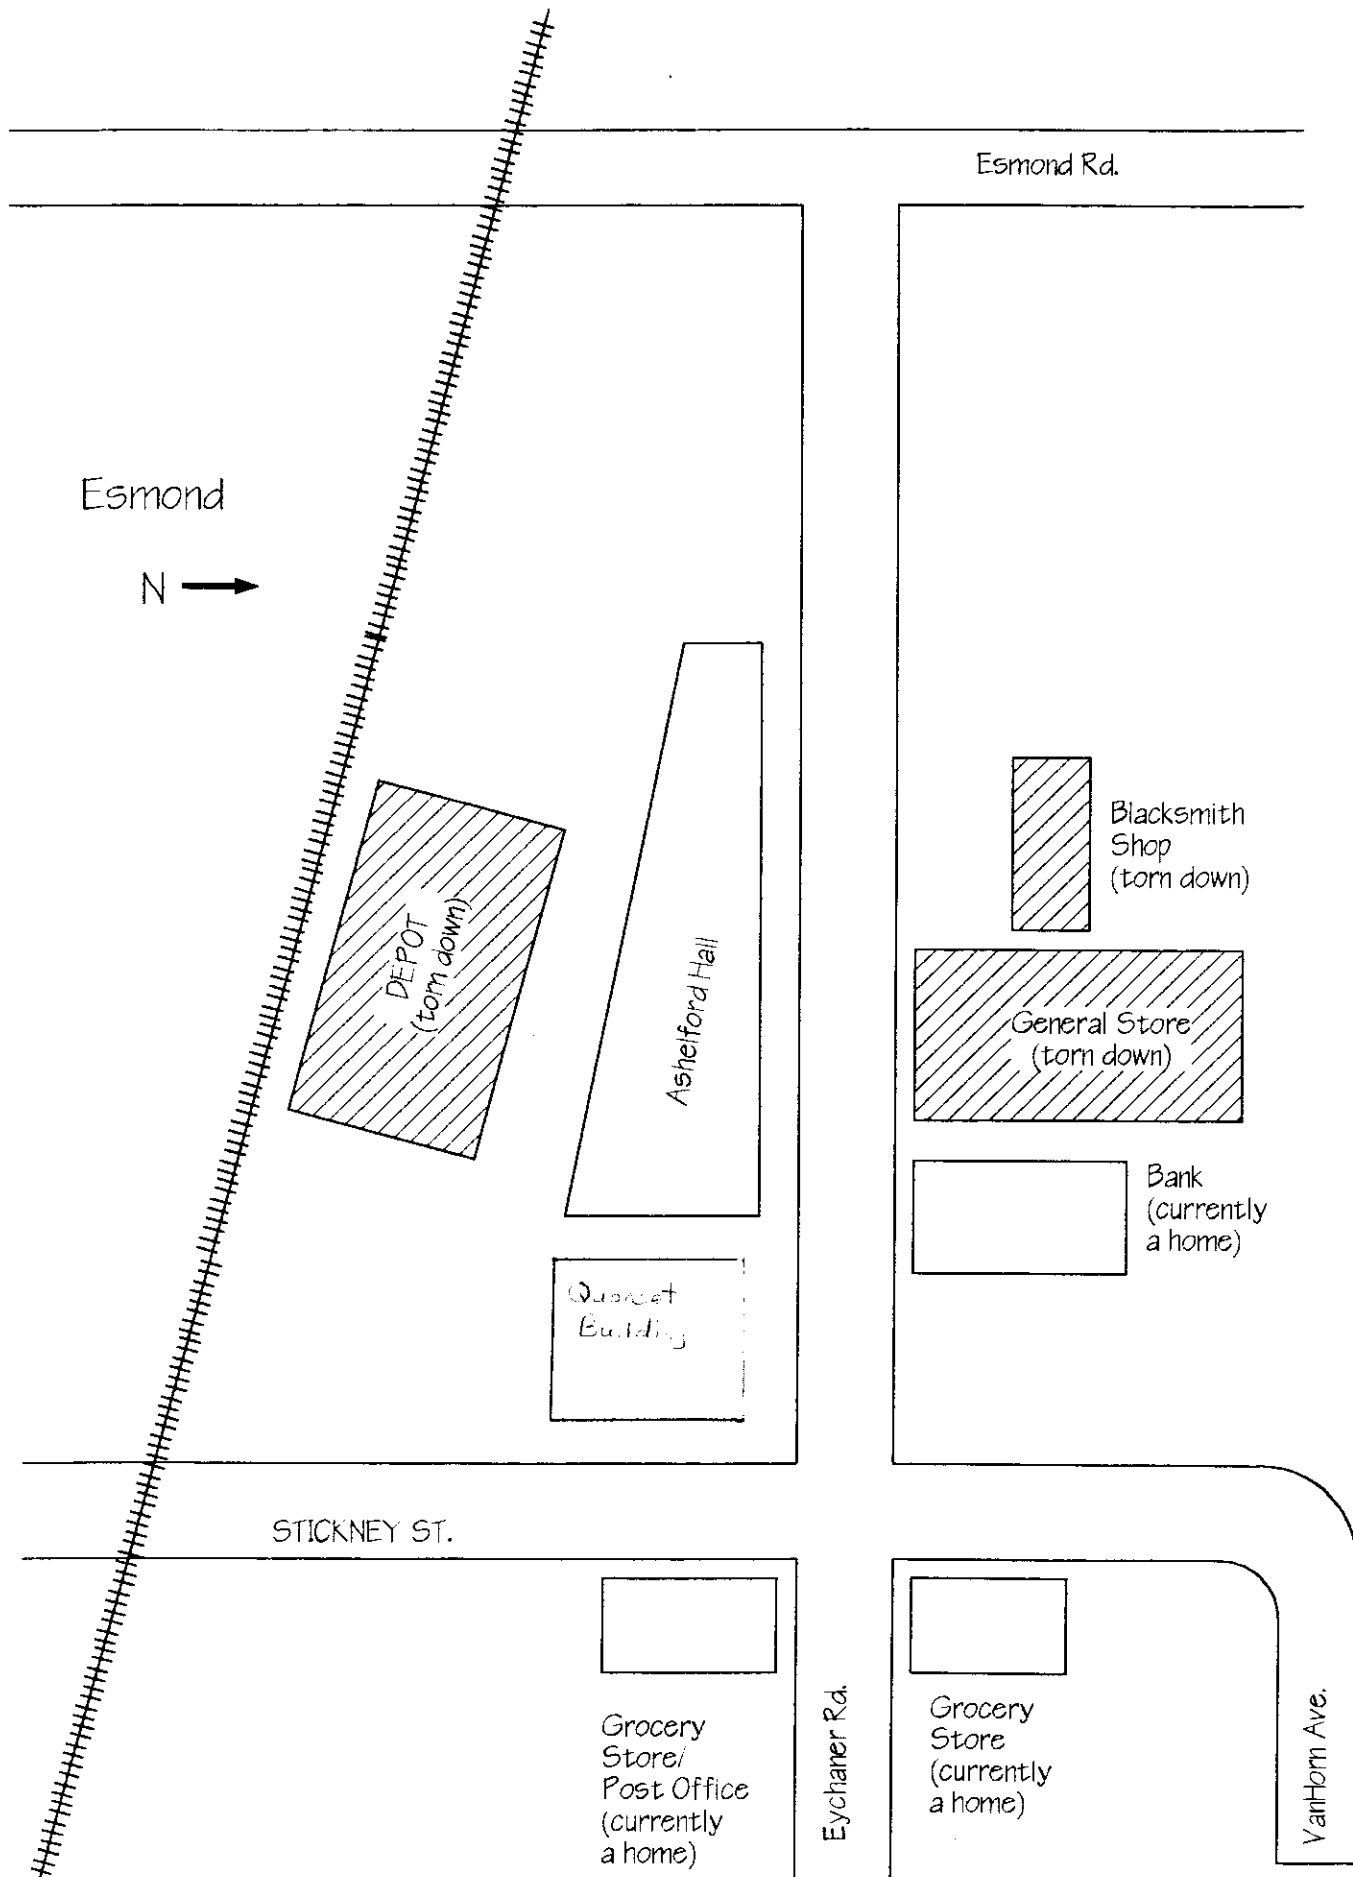 Esmond Rd.
Esmond
N
Blacksmith
Shop
(torn down)
DEPOT
(torn down)
Ashelford Hall
General Store
(torn down)
Bank
(currently
a home)
Quonset
Building
STICKNEY ST.
Grocery
Store/
Post Office
(currently
a home)
Eychaner Rd.
Grocery
Store
(currently
a home)
VanHorn Ave.